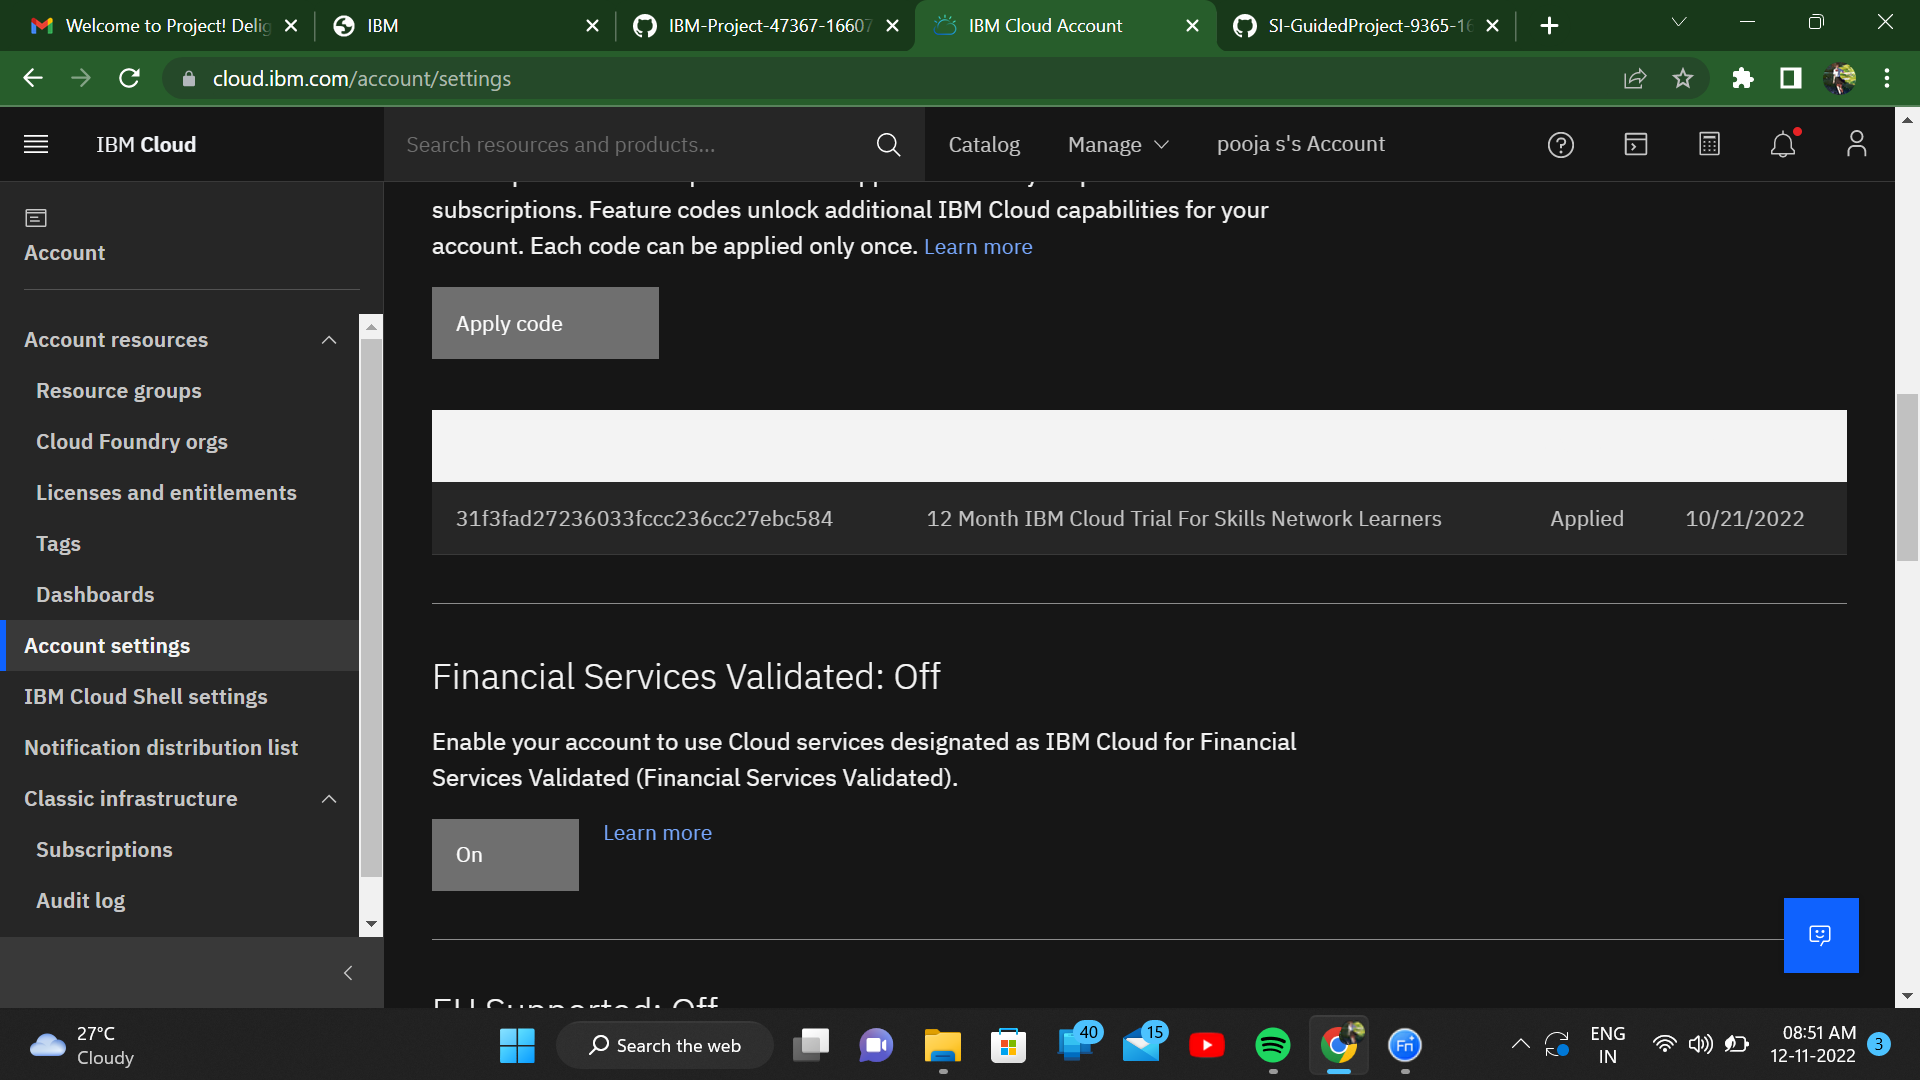 Welcome to Project! Delig
IBM
IBM-Project-47367-16607
IBM Cloud Account
SI-GuidedProject-9365-16
cloud.ibm.com/account/settings
IBM Cloud
Search resources and products...
Catalog
Manage
pooja s's Account
Account
Account resources
Resource groups
Cloud Foundry orgs
Licenses and entitlements
Tags
Dashboards
Account settings
IBM Cloud Shell settings
Notification distribution list
Classic infrastructure
Subscriptions
Audit log
subscriptions. Feature codes unlock additional IBM Cloud capabilities for your
account. Each code can be applied only once. Learn more
Apply code
31f3fad27236033fccc236cc27ebc584 12 Month IBM Cloud Trial For Skills Network Learners Applied 10/21/2022
Financial Services Validated: Off
Enable your account to use Cloud services designated as IBM Cloud for Financial
Services Validated (Financial Services Validated).
On
Learn more
EU Supported: Off
27°C
Cloudy
Search the web
40
15
Fn
ENG
IN
08:51 AM
12-11-2022
3